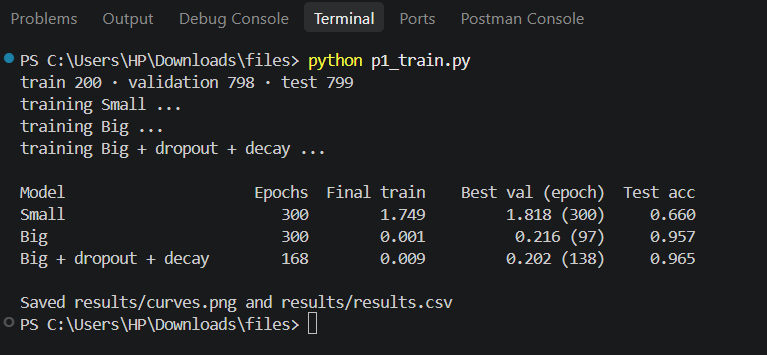 Problems Output Debug Console Terminal Ports Postman Console
PS C:\Users\HP\Downloads\files> python p1_train.py
train 200 · validation 798 · test 799
training Small ...
training Big ...
training Big + dropout + decay ...
Model Epochs Final train Best val (epoch) Test acc
Small 300 1.749 1.818 (300) 0.660
Big 300 0.001 0.216 (97) 0.957
Big + dropout + decay 168 0.009 0.202 (138) 0.965
Saved results/curves.png and results/results.csv
PS C:\Users\HP\Downloads\files>